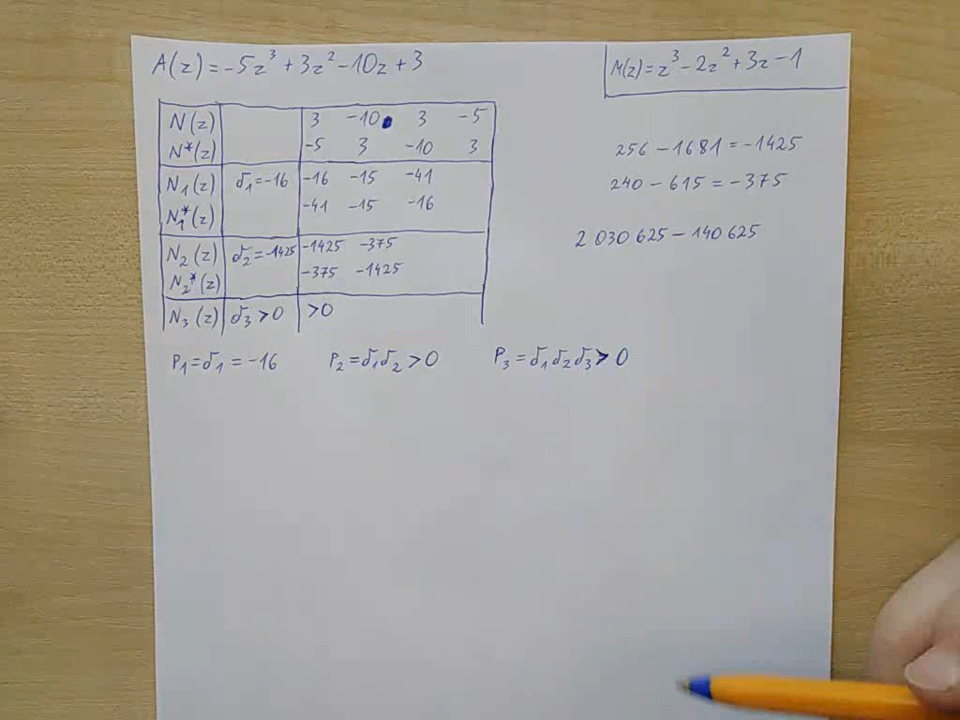 A(z) = -5z³ + 3z² - 10z + 3
M(z) = z³ - 2z² + 3z - 1
N(z) 3 -10 3 -5
N*(z) -5 3 -10 3
N₁(z) δ₁ = -16 -16 -15 -41
N₁*(z) -41 -15 -16
N₂(z) δ₂ = -1425 -1425 -375
N₂*(z) -375 -1425
N₃(z) δ₃ > 0 > 0
256 - 1681 = -1425
240 - 615 = -375
2 030 625 - 140 625
P₁ = δ₁ = -16 P₂ = δ₁δ₂ > 0 P₃ = δ₁δ₂δ₃ > 0